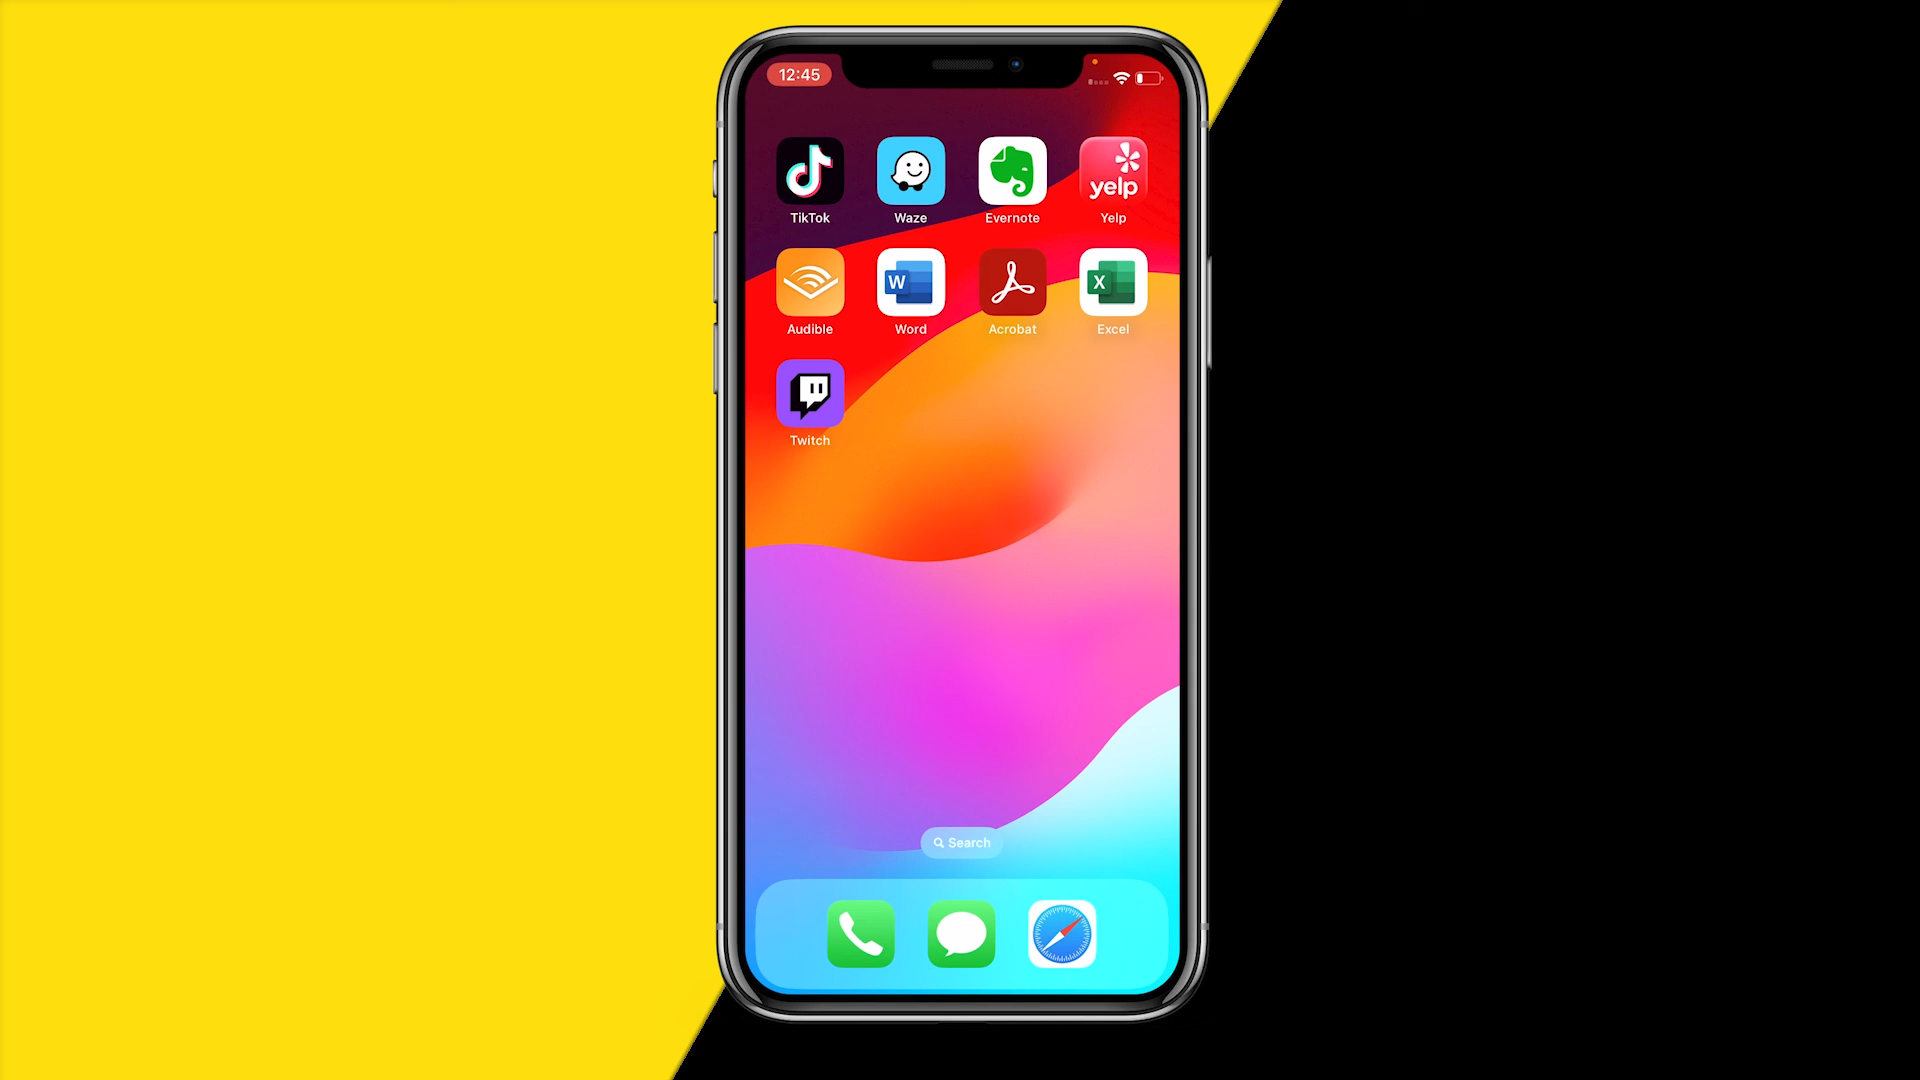 12:45
TikTok Waze Evernote Yelp
yelp
Audible Word Acrobat Excel
W X
Twitch
Search